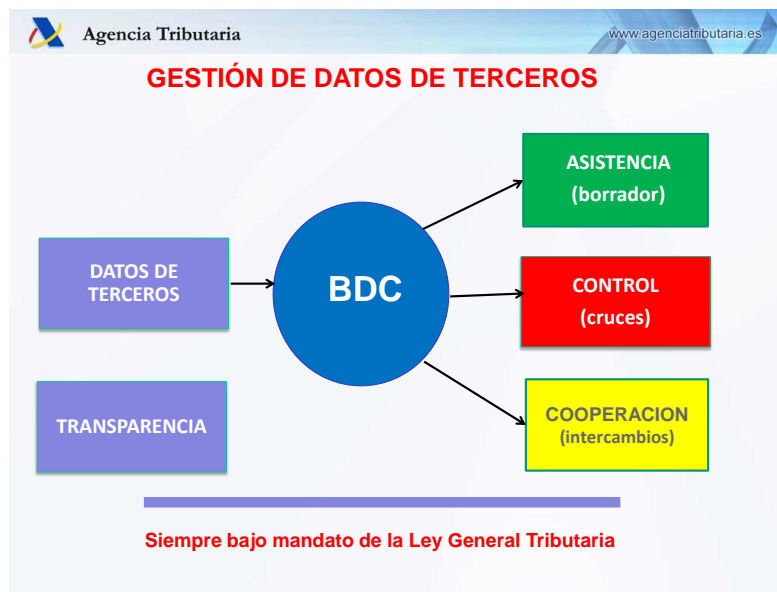 Agencia Tributaria
www.agenciatributaria.es
GESTIÓN DE DATOS DE TERCEROS
ASISTENCIA
(borrador)
DATOS DE
TERCEROS
BDC
CONTROL
(cruces)
TRANSPARENCIA
COOPERACION
(intercambios)
Siempre bajo mandato de la Ley General Tributaria